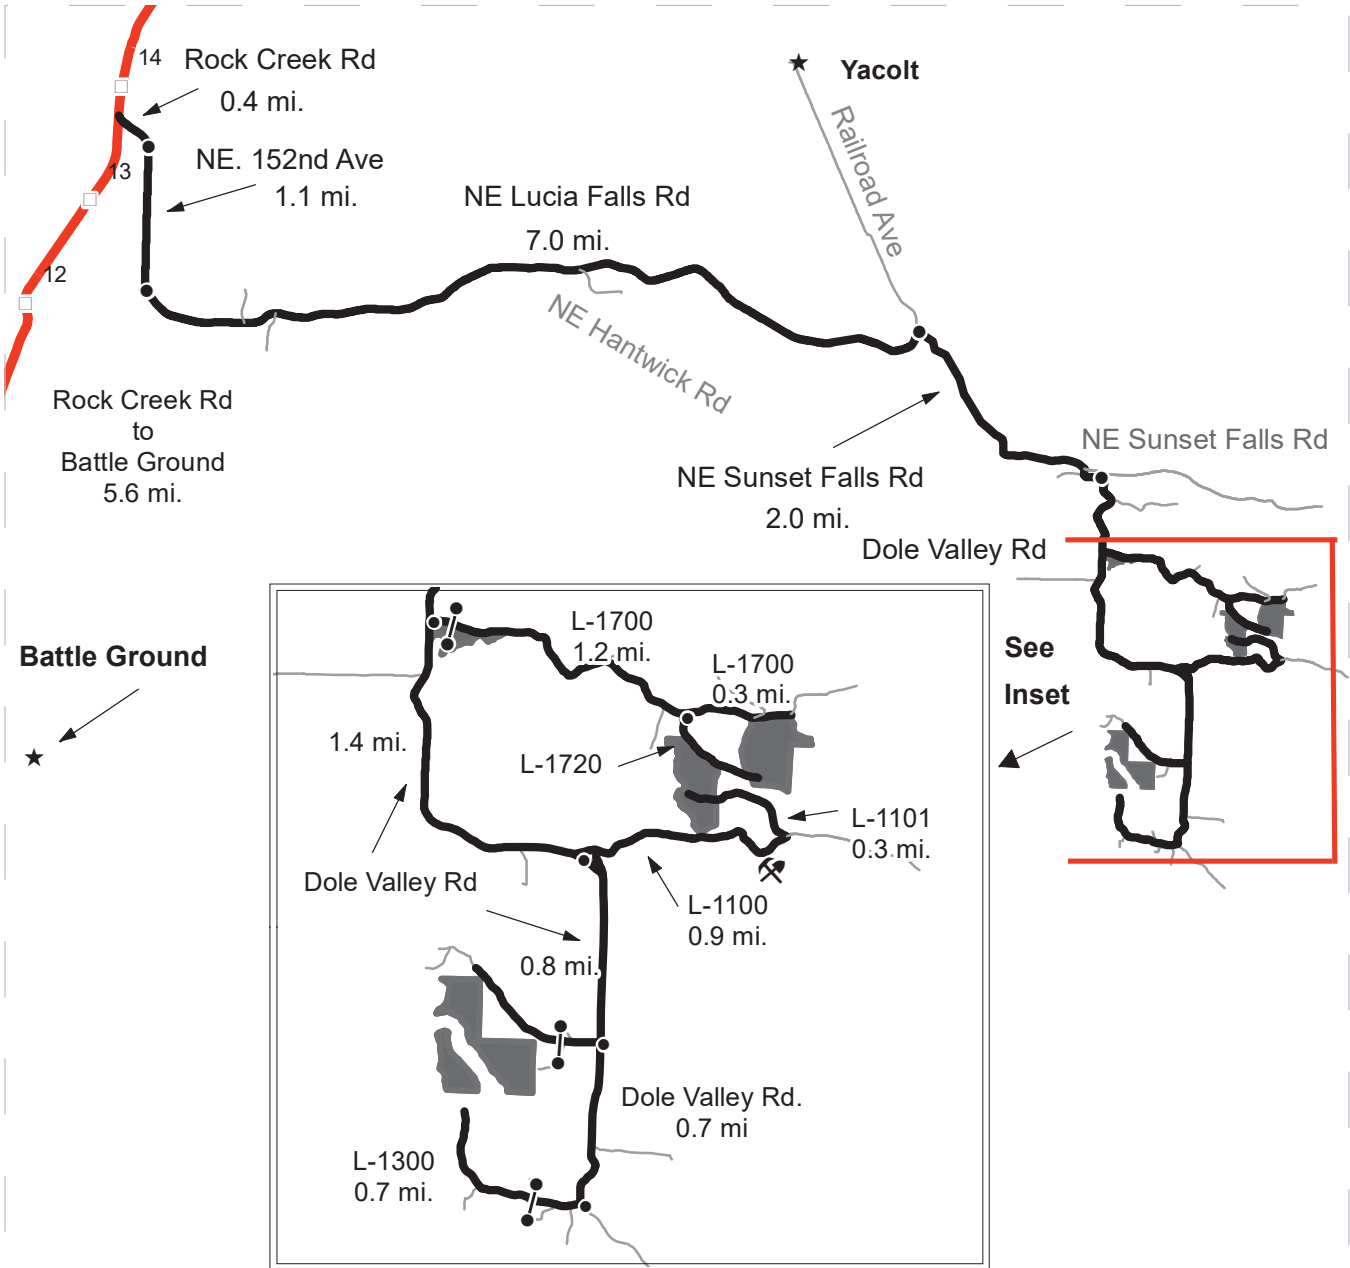 14
Rock Creek Rd
0.4 mi.
13
NE. 152nd Ave
1.1 mi.
12
NE Lucia Falls Rd
7.0 mi.
Yacolt
Railroad Ave
NE Hantwick Rd
Rock Creek Rd
to
Battle Ground
5.6 mi.
NE Sunset Falls Rd
NE Sunset Falls Rd
2.0 mi.
Dole Valley Rd
See
Inset
Battle Ground
L-1700
1.2 mi.
L-1700
0.3 mi.
1.4 mi.
L-1720
L-1101
0.3 mi.
Dole Valley Rd
L-1100
0.9 mi.
0.8 mi.
Dole Valley Rd.
0.7 mi
L-1300
0.7 mi.